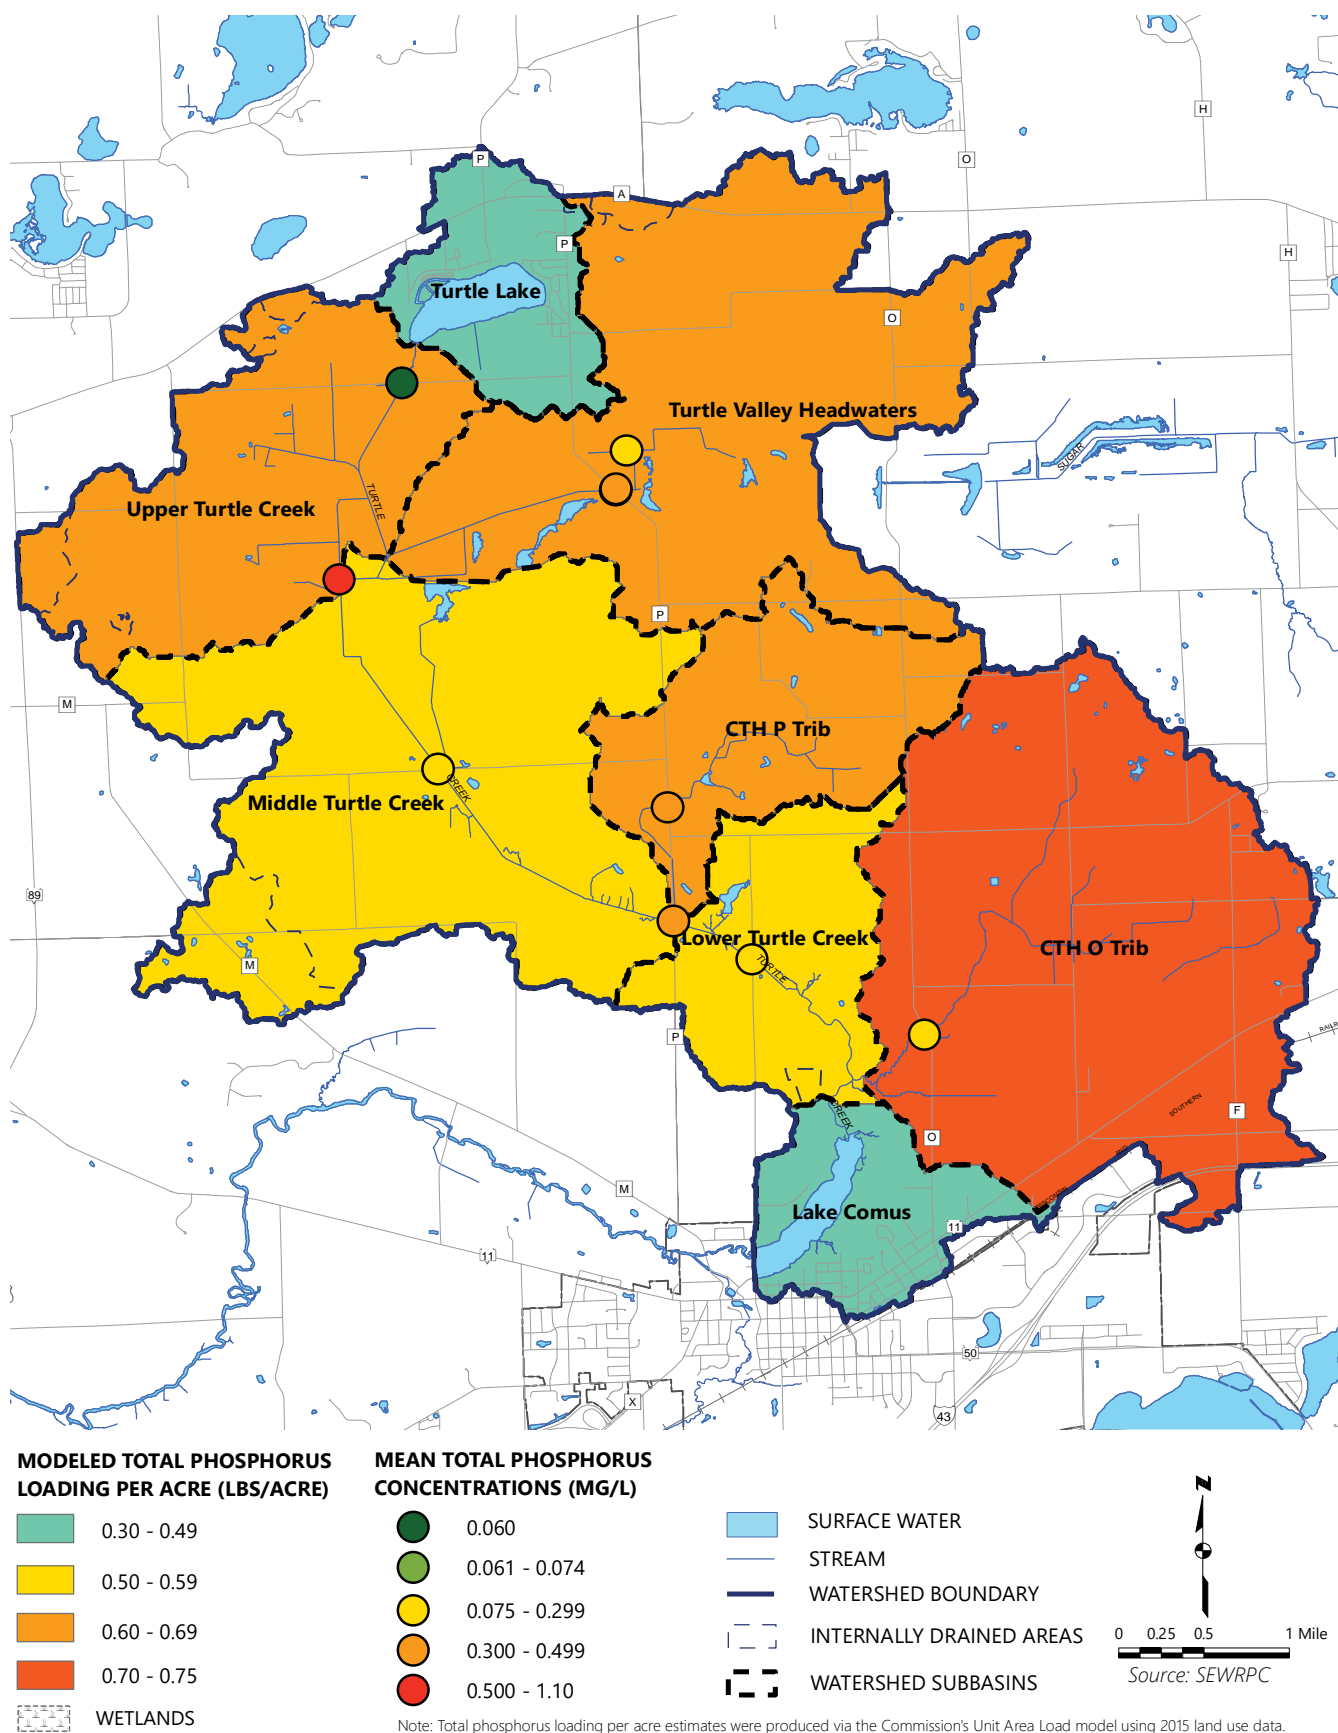 P
A
O
H
P
H
Turtle Lake
O
Turtle Valley Headwaters
SUGAR
TURTLE
Upper Turtle Creek
P
M
CTH P Trib
CREEK
Middle Turtle Creek
89
Lower Turtle Creek
CTH O Trib
M
TURTLE
RAILR
P
CREEK
SOUTHERN
F
O
M
WISCONSIN
Lake Comus
11
11
50
X
43
MODELED TOTAL PHOSPHORUS
LOADING PER ACRE (LBS/ACRE)
0.30 - 0.49
0.50 - 0.59
0.60 - 0.69
0.70 - 0.75
WETLANDS
MEAN TOTAL PHOSPHORUS
CONCENTRATIONS (MG/L)
0.060
0.061 - 0.074
0.075 - 0.299
0.300 - 0.499
0.500 - 1.10
SURFACE WATER
STREAM
WATERSHED BOUNDARY
INTERNALLY DRAINED AREAS
WATERSHED SUBBASINS
N
0 0.25 0.5 1 Mile
Source: SEWRPC
Note: Total phosphorus loading per acre estimates were produced via the Commission's Unit Area Load model using 2015 land use data.